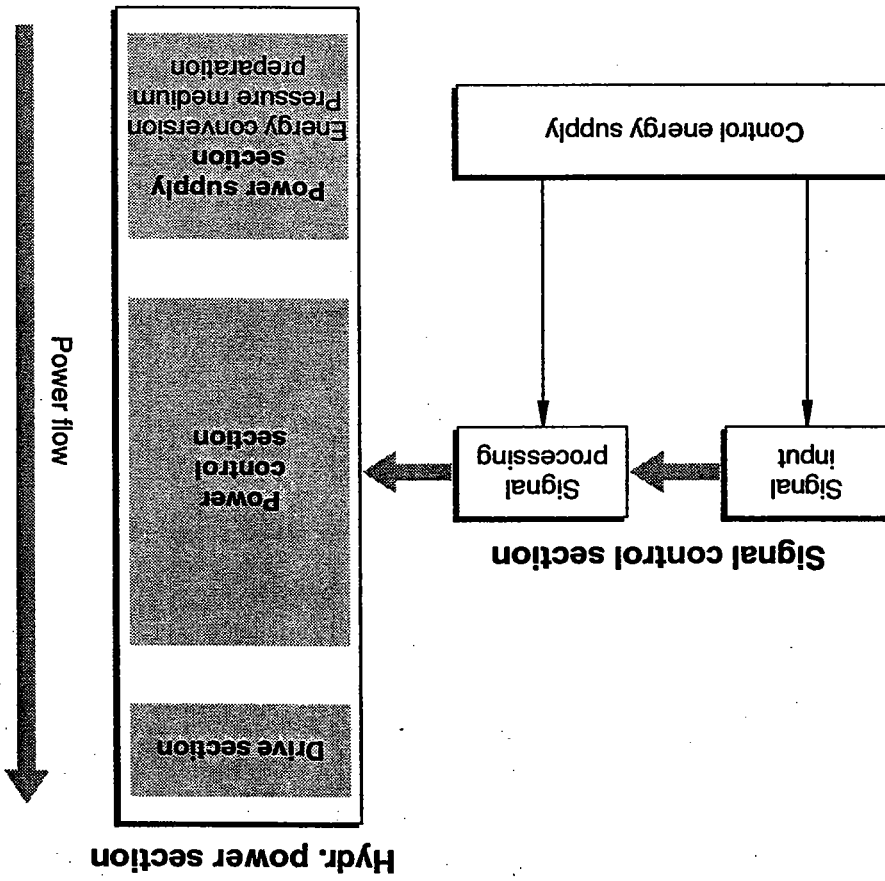 Hydr. power section
Signal control section
Signal
input
Signal
processing
Control energy supply
Drive section
Power
control
section
Power supply
section
Energy conversion
Pressure medium
preparation
Power flow